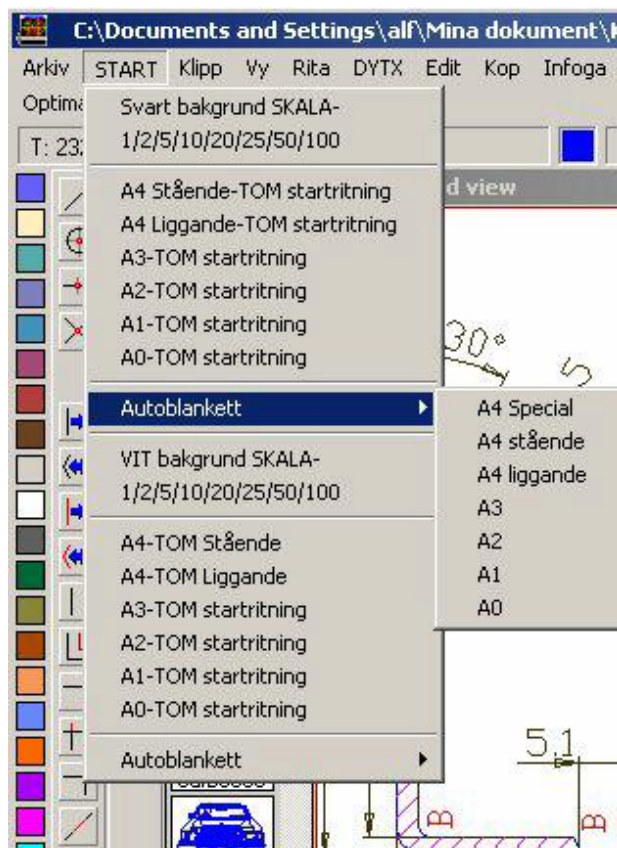 C:\Documents and Settings\alf\Mina dokument\
Arkiv START Klipp Vy Rita DYTX Edit Kop Infoga
Optima
T: 23
d view
Svart bakgrund SKALA-
1/2/5/10/20/25/50/100
A4 Stående-TOM startritning
A4 Liggande-TOM startritning
A3-TOM startritning
A2-TOM startritning
A1-TOM startritning
A0-TOM startritning
Autoblankett
A4 Special
A4 stående
A4 liggande
A3
A2
A1
A0
VIT bakgrund SKALA-
1/2/5/10/20/25/50/100
A4-TOM Stående
A4-TOM Liggande
A3-TOM startritning
A2-TOM startritning
A1-TOM startritning
A0-TOM startritning
Autoblankett
30°
5
5,1
B
B